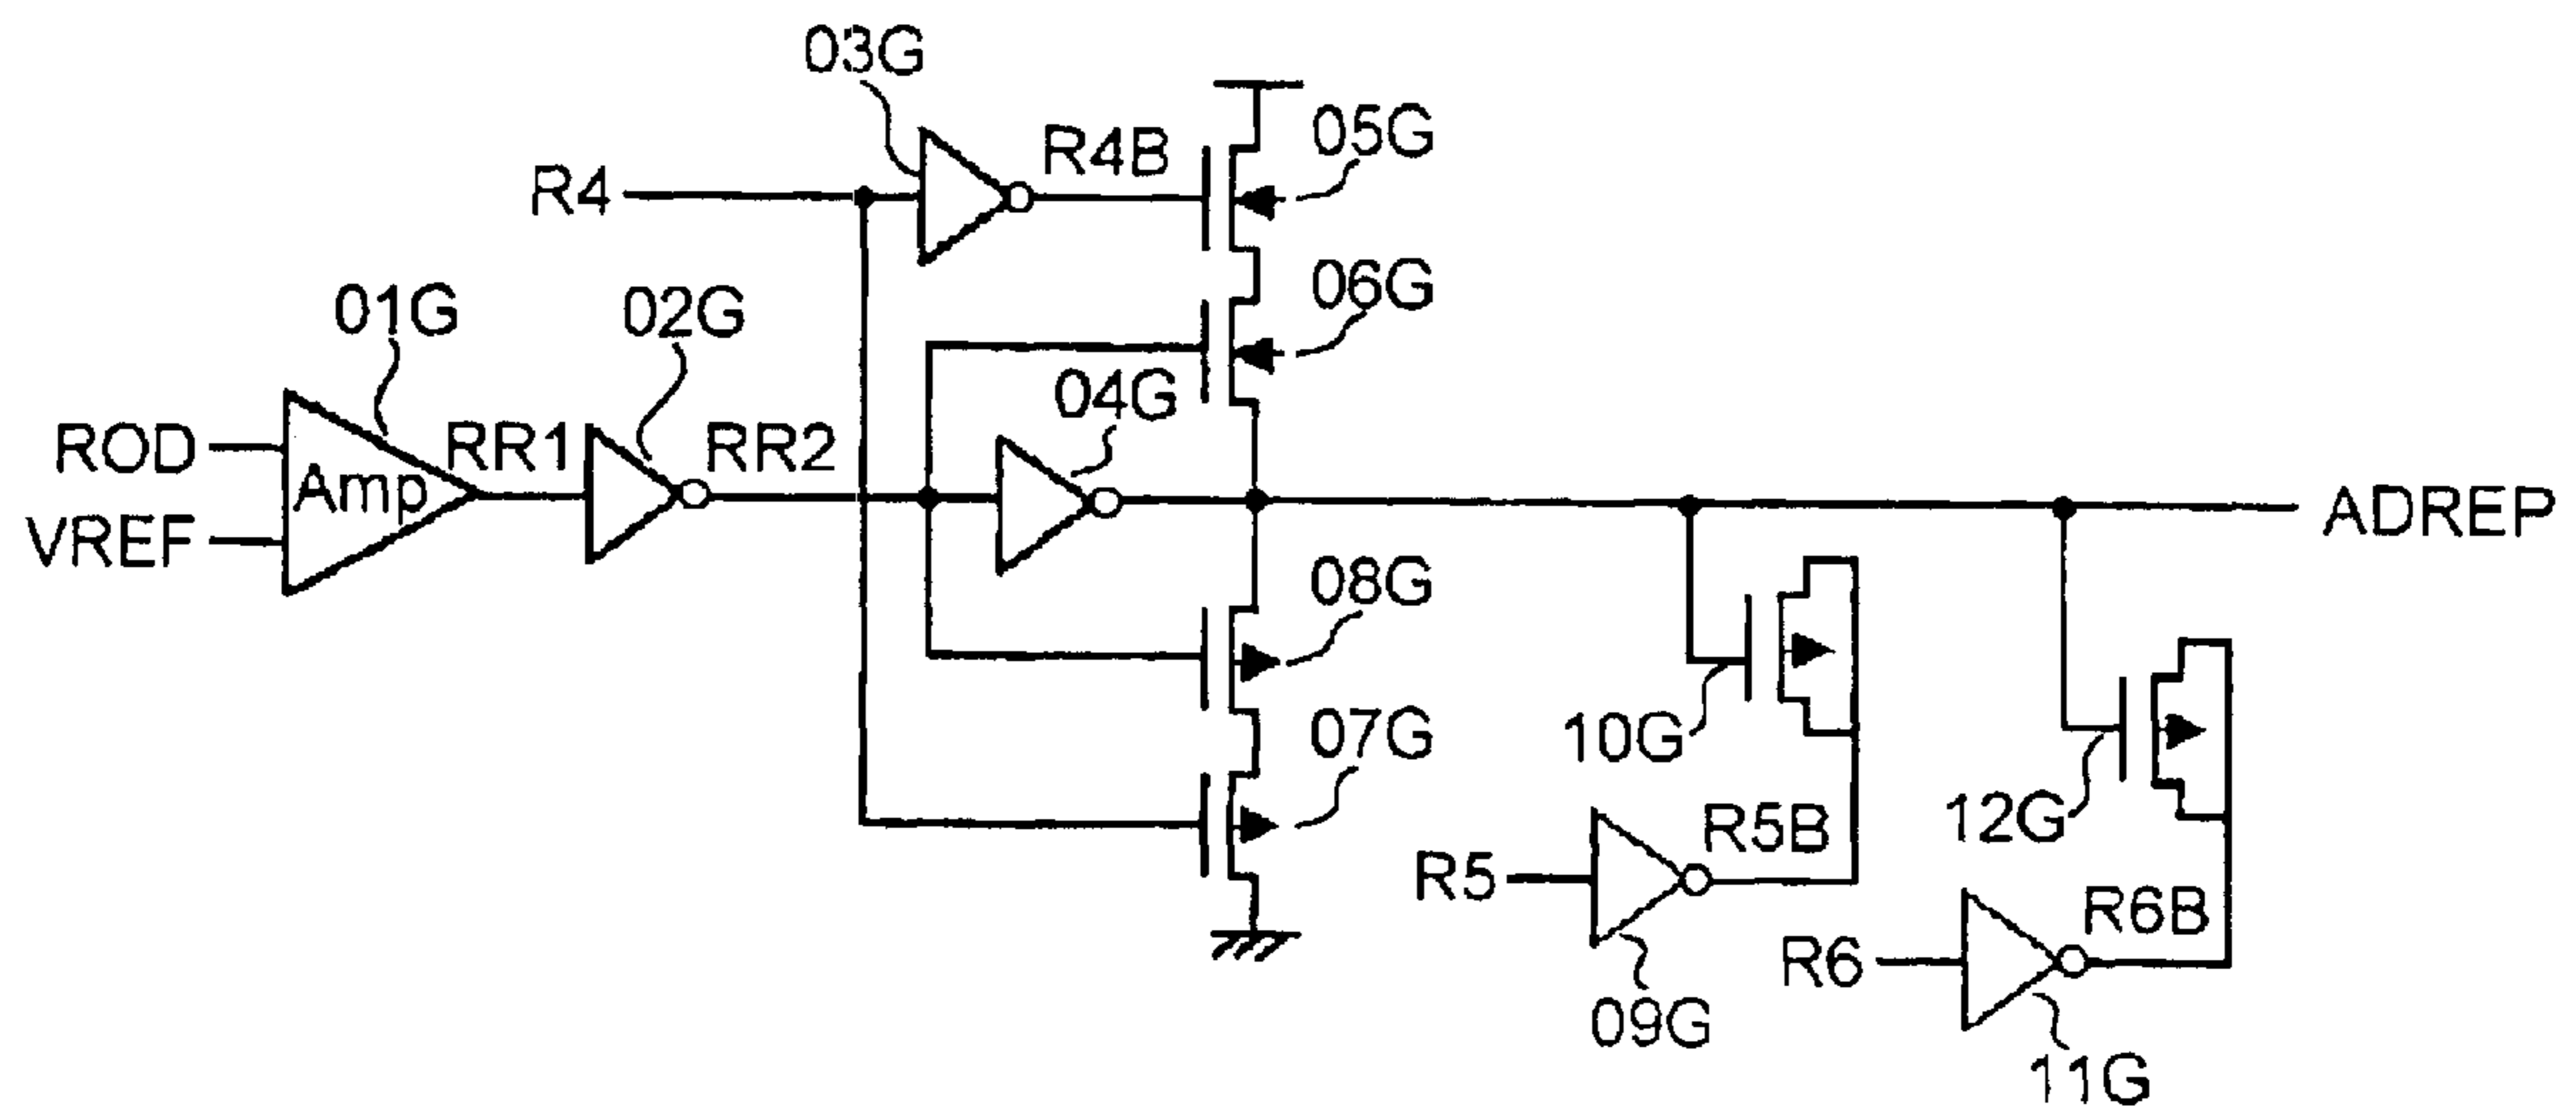 03G
R4B
05G
R4
06G
01G
02G
04G
ROD
RR1
RR2
Amp
VREF
ADREP
08G
07G
10G
12G
R5B
R5
R6B
R6
09G
11G